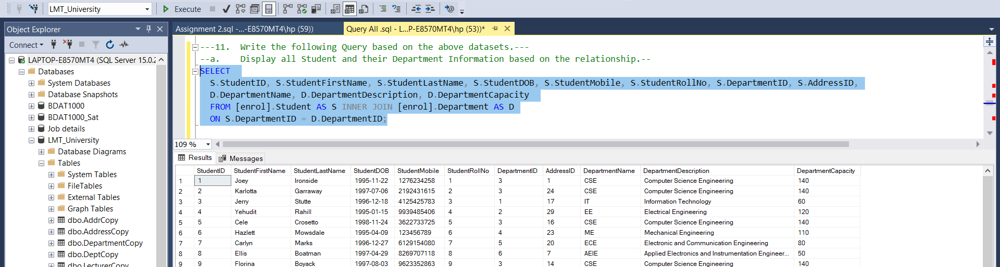 LMT_University
Execute
Object Explorer
Assignment 2.sql -...-E8570MT4\hp (59))
Query All .sql - L...P-E8570MT4\hp (53))*
Connect
LAPTOP-E8570MT4 (SQL Server 15.0.2
Databases
System Databases
Database Snapshots
BDAT1000
BDAT1000_Sat
Job details
LMT_University
Database Diagrams
Tables
System Tables
FileTables
External Tables
Graph Tables
dbo.AddrCopy
dbo.AddressCopy
dbo.DepartmentCopy
dbo.DeptCopy
dbo.LecturerCopy
---11.  Write the following Query based on the above datasets.---
--a.    Display all Student and their Department Information based on the relationship.--
SELECT
S.StudentID, S.StudentFirstName, S.StudentLastName, S.StudentDOB, S.StudentMobile, S.StudentRollNo, S.DepartmentID, S.AddressID,
D.DepartmentName, D.DepartmentDescription, D.DepartmentCapacity
FROM [enrol].Student AS S INNER JOIN [enrol].Department AS D
ON S.DepartmentID = D.DepartmentID;
109 %
Results Messages
StudentID StudentFirstName StudentLastName StudentDOB StudentMobile StudentRollNo DepartmentID AddressID DepartmentName DepartmentDescription DepartmentCapacity
1 1 Joey Ironside 1995-11-22 1276234258 1 3 1 CSE Computer Science Engineering 140
2 2 Karlotta Garraway 1997-07-06 2192431615 2 3 24 CSE Computer Science Engineering 140
3 3 Jerry Stutte 1996-12-18 4125425783 3 1 17 IT Information Technology 60
4 4 Yehudit Rahill 1995-01-15 9939485406 4 2 29 EE Electrical Engineering 120
5 5 Cele Crosetto 1998-11-24 3622733725 5 3 16 CSE Computer Science Engineering 140
6 6 Hazlett Mowsdale 1995-04-09 123456789 6 4 23 ME Mechanical Engineering 110
7 7 Carlyn Marks 1996-12-27 6129154080 7 5 20 ECE Electronic and Communication Engineering 80
8 8 Ellis Boatman 1997-04-29 8269707118 8 6 7 AEIE Applied Electronics and Instrumentation Engineer... 50
9 9 Florina Boyack 1997-08-03 9623352863 9 3 14 CSE Computer Science Engineering 140